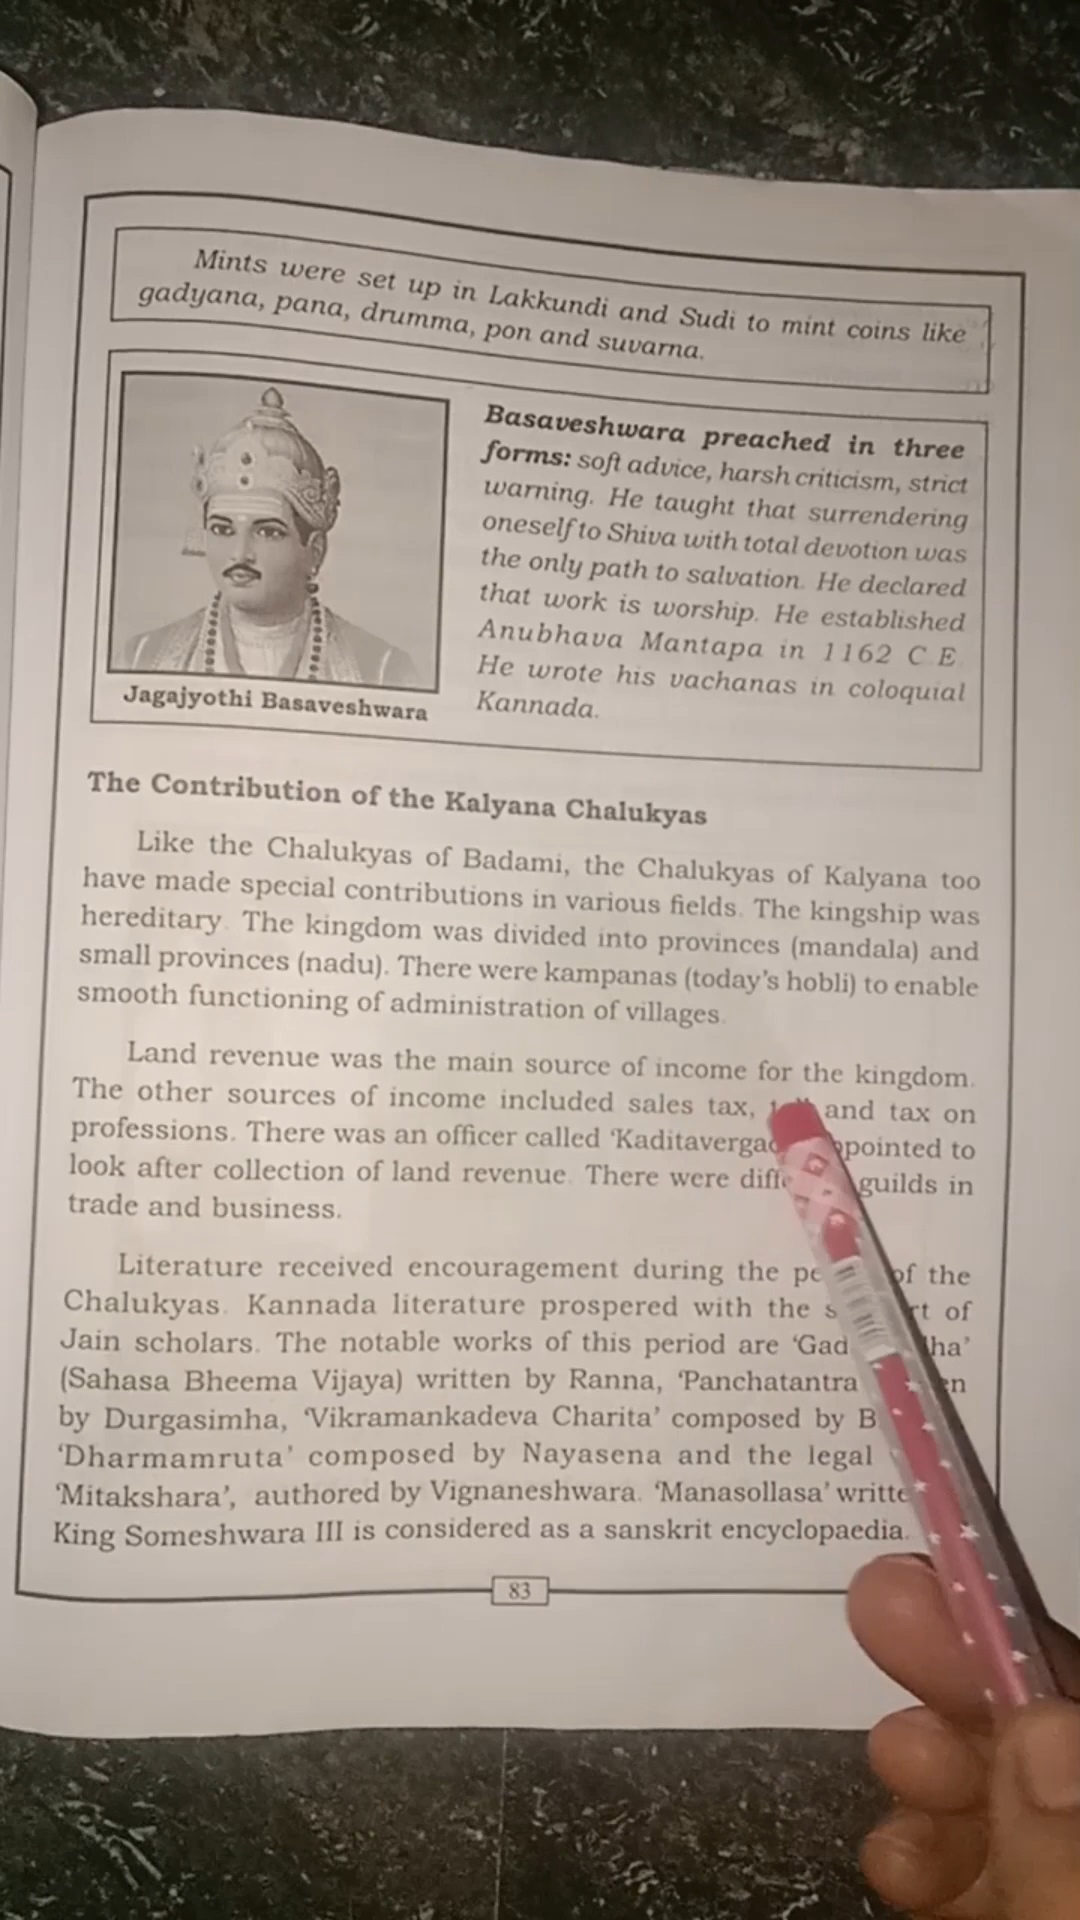 Mints were set up in Lakkundi and Sudi to mint coins like
gadyana, pana, drumma, pon and suvarna.
Jagajyothi Basaveshwara
Basaveshwara preached in three
forms: soft advice, harsh criticism, strict
warning. He taught that surrendering
oneself to Shiva with total devotion was
the only path to salvation. He declared
that work is worship. He established
Anubhava Mantapa in 1162 C E.
He wrote his vachanas in coloquial
Kannada.
The Contribution of the Kalyana Chalukyas
Like the Chalukyas of Badami, the Chalukyas of Kalyana too
have made special contributions in various fields. The kingship was
hereditary. The kingdom was divided into provinces (mandala) and
small provinces (nadu). There were kampanas (today's hobli) to enable
smooth functioning of administration of villages.
Land revenue was the main source of income for the kingdom.
The other sources of income included sales tax, and tax on
professions. There was an officer called to
look after collection of land revenue. There were guilds in
trade and business.
Literature received encouragement during the of the
Chalukyas. Kannada literature prospered with the of
Jain scholars. The notable works of this period are
(Sahasa Bheema Vijaya) written by Ranna, 'Panchatantra
by Durgasimha, 'Vikramankadeva Charita' composed by
'Dharmamruta' composed by Nayasena and the legal
'Mitakshara', authored by Vignaneshwara. 'Manasollasa'
King Someshwara III is considered as a sanskrit encyclopaedia.
83